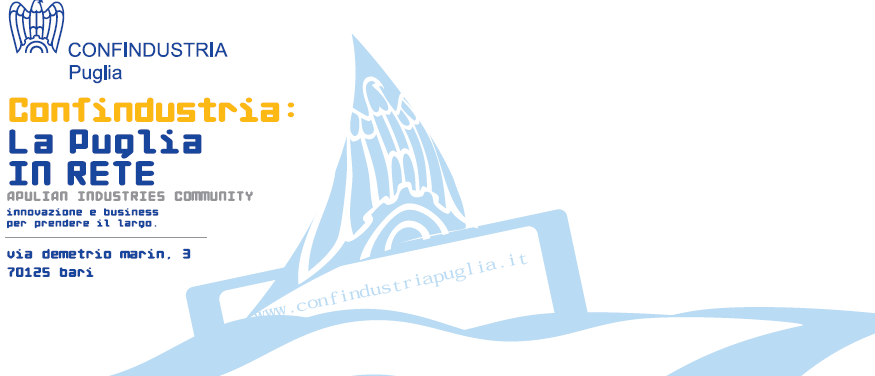 CONFINDUSTRIA
Puglia
Confindustria:
La Puglia
IN RETE
APULIAN INDUSTRIES COMMUNITY
innovazione e business
per prendere il largo.
via demetrio marin, 3
70125 bari
www.confindustriapuglia.it